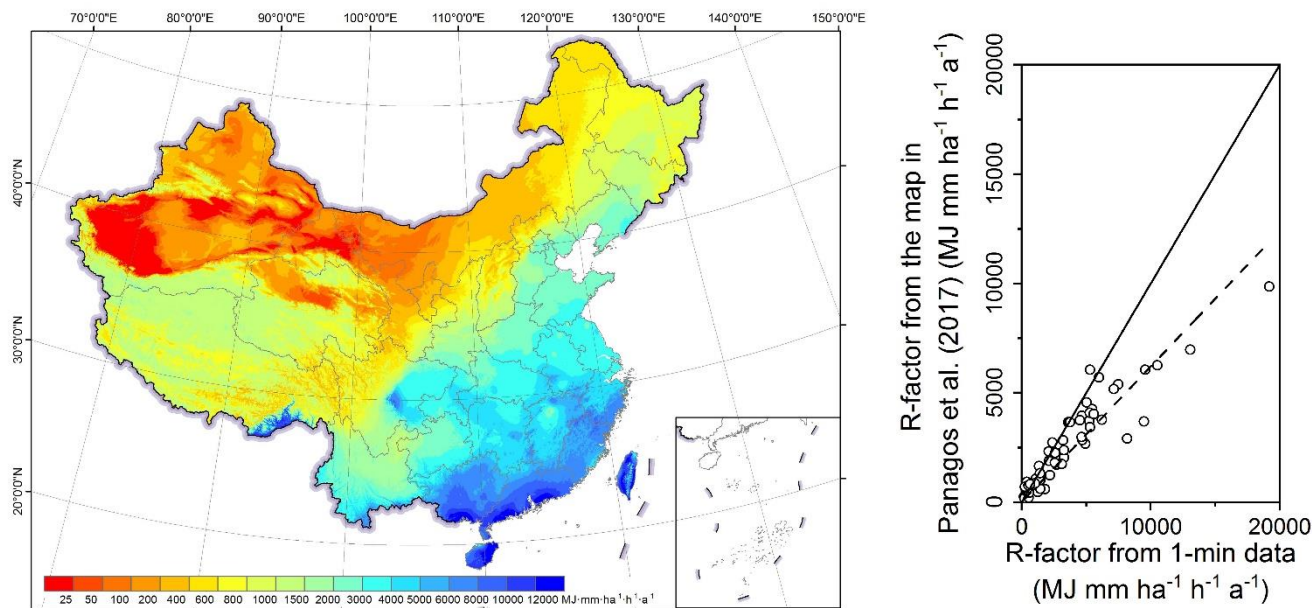 70°0'0"E 80°0'0"E 90°0'0"E 100°0'0"E 110°0'0"E 120°0'0"E 130°0'0"E 140°0'0"E 150°0'0"E
40°0'0"N
30°0'0"N
20°0'0"N
25 50 100 200 400 600 800 1000 1500 2000 3000 4000 5000 6000 8000 10000 12000 MJ·mm·ha⁻¹·h⁻¹·a⁻¹
R-factor from the map in
Panagos et al. (2017) (MJ mm ha⁻¹ h⁻¹ a⁻¹)
200000
150000
100000
50000
0
0 10000 20000
R-factor from 1-min data
(MJ mm ha⁻¹ h⁻¹ a⁻¹)